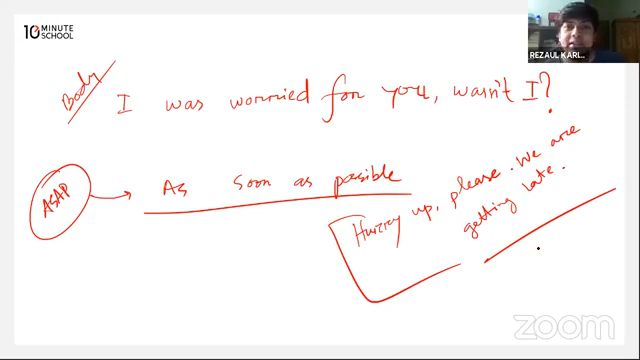 10 MINUTE
SCHOOL
REZAUL KARI..
Body
I was worried for you, wasn't I?
ASAP
As soon as possible
Hurry up, please. We are
getting late.
zoom